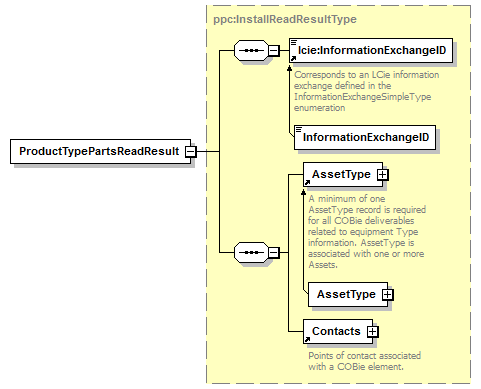 ppc:InstallReadResultType
lcie:InformationExchangeID
Corresponds to an LCie information
exchange defined in the
InformationExchangeSimpleType
enumeration
InformationExchangeID
ProductTypePartsReadResult
AssetType
A minimum of one
AssetType record is required
for all COBie deliverables
related to equipment Type
information. AssetType is
associated with one or more
Assets.
AssetType
Contacts
Points of contact associated
with a COBie element.